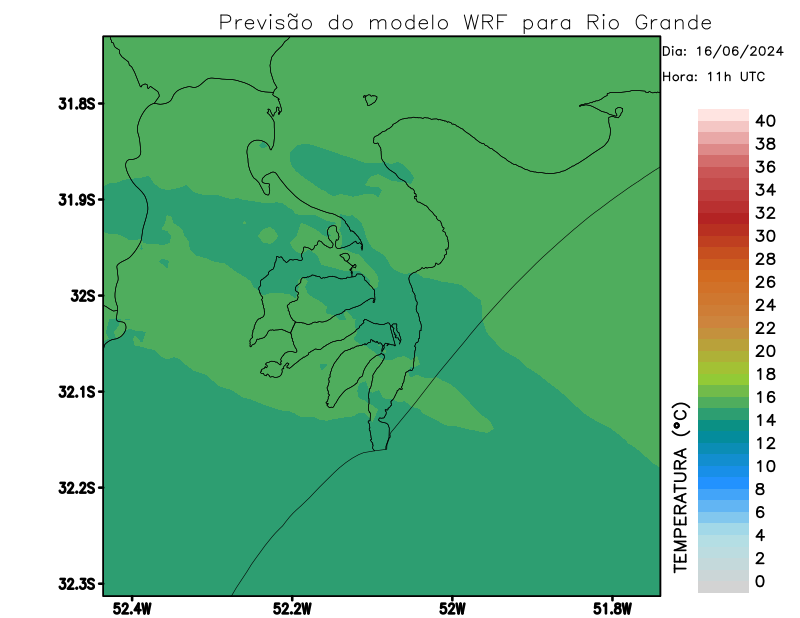 Previsão do modelo WRF para Rio Grande
Dia: 16/06/2024
Hora: 11h UTC
31.8S
31.9S
32S
32.1S
32.2S
32.3S
52.4W
52.2W
52W
51.8W
40
38
36
34
32
30
28
26
24
22
20
18
16
14
12
10
8
6
4
2
0
TEMPERATURA (°C)